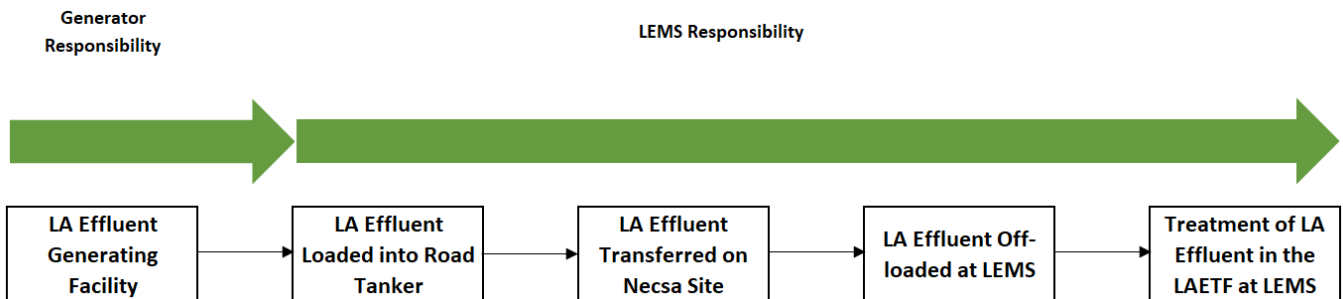 Generator
Responsibility
LEMS Responsibility
LA Effluent
Generating
Facility
LA Effluent
Loaded into Road
Tanker
LA Effluent
Transferred on
Necsa Site
LA Effluent Off-
loaded at LEMS
Treatment of LA
Effluent in the
LAETF at LEMS